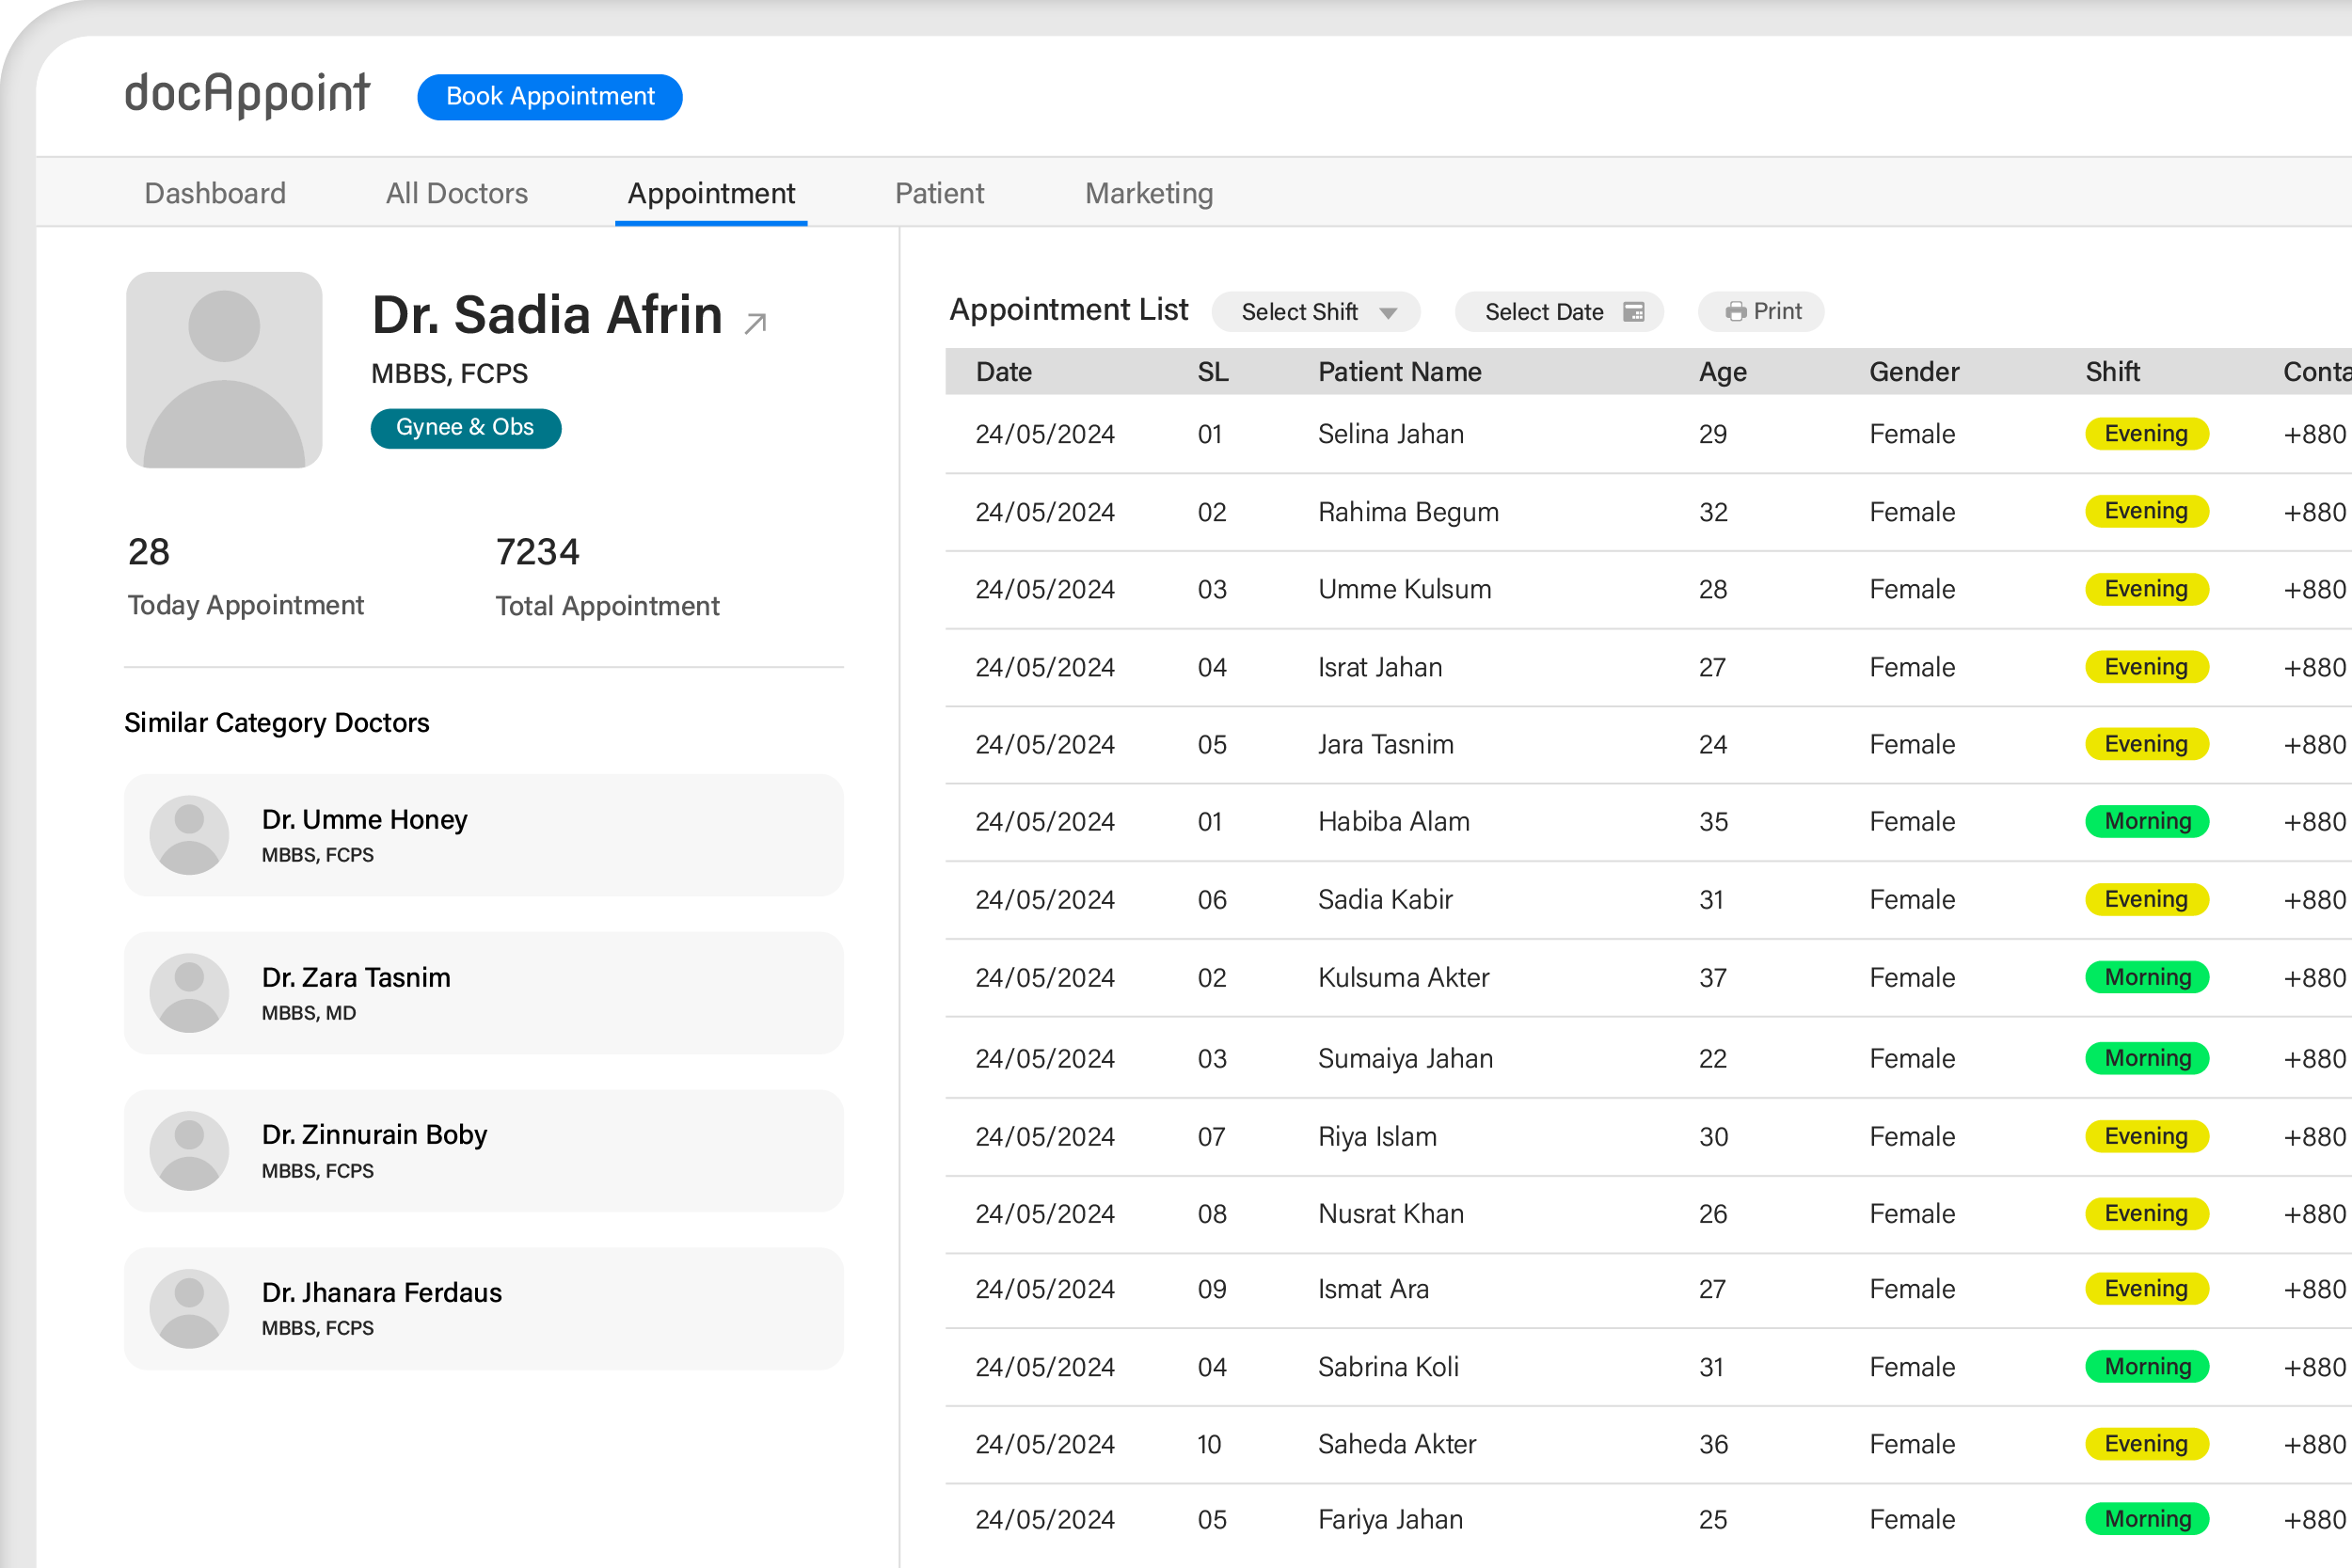 docAppoint
Book Appointment
Dashboard All Doctors Appointment Patient Marketing
Dr. Sadia Afrin
MBBS, FCPS
Gynee & Obs
28
Today Appointment
7234
Total Appointment
Similar Category Doctors
Dr. Umme Honey
MBBS, FCPS
Dr. Zara Tasnim
MBBS, MD
Dr. Zinnurain Boby
MBBS, FCPS
Dr. Jhanara Ferdaus
MBBS, FCPS
Appointment List Select Shift Select Date Print
Date SL Patient Name Age Gender Shift Conta
24/05/2024 01 Selina Jahan 29 Female Evening +880
24/05/2024 02 Rahima Begum 32 Female Evening +880
24/05/2024 03 Umme Kulsum 28 Female Evening +880
24/05/2024 04 Israt Jahan 27 Female Evening +880
24/05/2024 05 Jara Tasnim 24 Female Evening +880
24/05/2024 01 Habiba Alam 35 Female Morning +880
24/05/2024 06 Sadia Kabir 31 Female Evening +880
24/05/2024 02 Kulsuma Akter 37 Female Morning +880
24/05/2024 03 Sumaiya Jahan 22 Female Morning +880
24/05/2024 07 Riya Islam 30 Female Evening +880
24/05/2024 08 Nusrat Khan 26 Female Evening +880
24/05/2024 09 Ismat Ara 27 Female Evening +880
24/05/2024 04 Sabrina Koli 31 Female Morning +880
24/05/2024 10 Saheda Akter 36 Female Evening +880
24/05/2024 05 Fariya Jahan 25 Female Morning +880